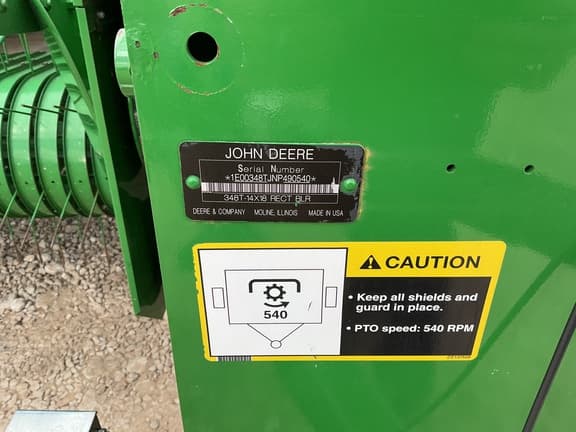 JOHN DEERE
Serial Number
*1E00348TJNP490540*
348T-14X18 RECT BLR
DEERE & COMPANY MOLINE, ILLINOIS MADE IN USA
CAUTION
540
• Keep all shields and
guard in place.
• PTO speed: 540 RPM